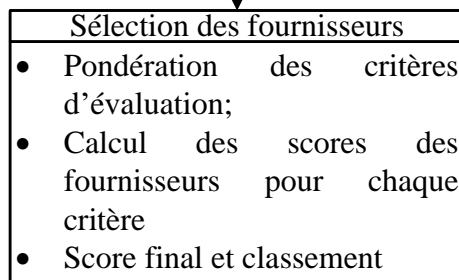 Sélection des fournisseurs
• Pondération des critères
d’évaluation;
• Calcul des scores des
fournisseurs pour chaque
critère
• Score final et classement